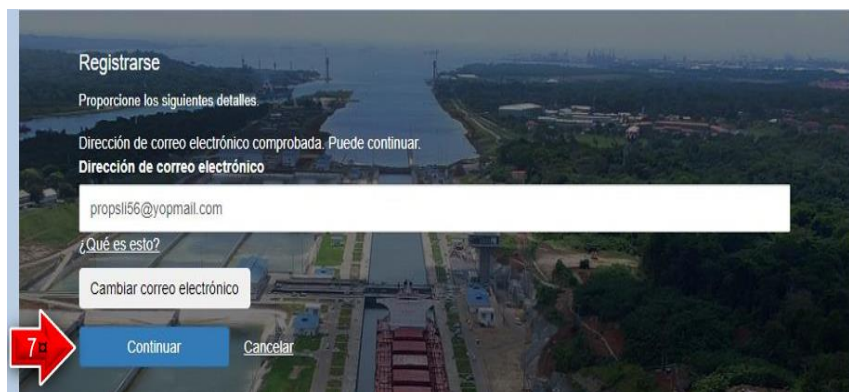 Registrarse
Proporcione los siguientes detalles.
Dirección de correo electrónico comprobada. Puede continuar.
Dirección de correo electrónico
propsli56@yopmail.com
¿Qué es esto?
Cambiar correo electrónico
7¤
Continuar Cancelar